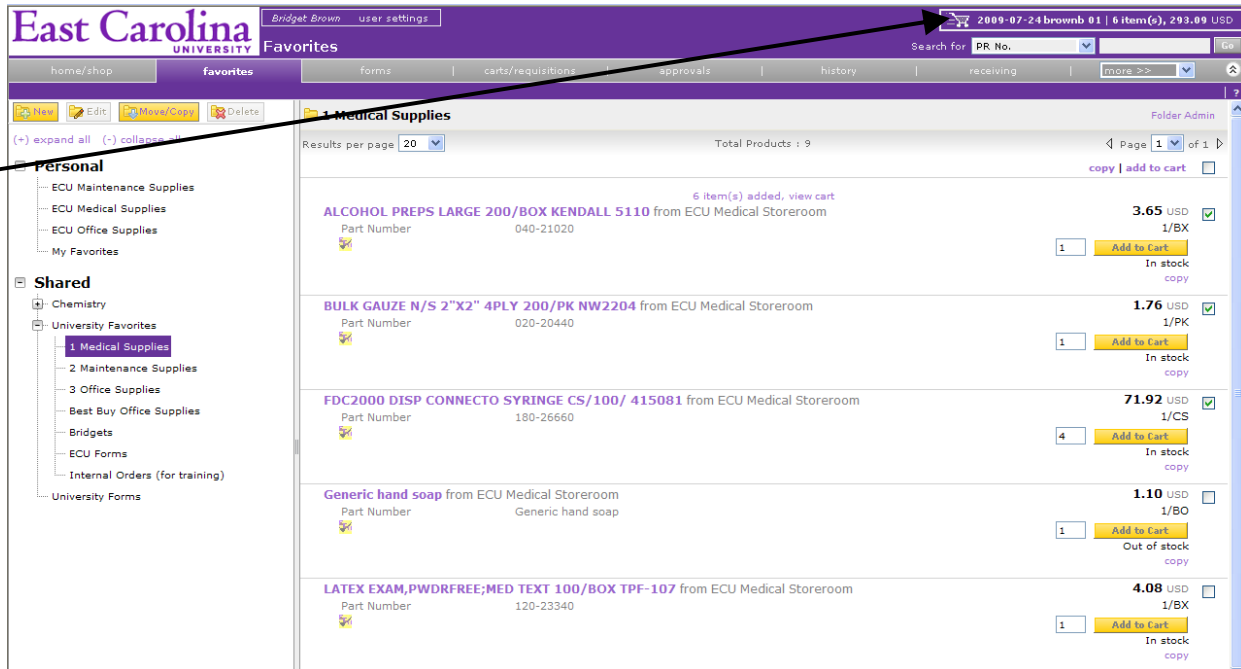 East Carolina
UNIVERSITY
Bridget Brown user settings
2009-07-24 brownb 01 | 6 item(s), 293.09 USD
Favorites
Search for PR No. Go
home/shop favorites forms | carts/requisitions | approvals | history | receiving | more >>
?
New Edit Move/Copy Delete
(+) expand all (-) collapse all
Personal
ECU Maintenance Supplies
ECU Medical Supplies
ECU Office Supplies
My Favorites
Shared
Chemistry
University Favorites
1 Medical Supplies
2 Maintenance Supplies
3 Office Supplies
Best Buy Office Supplies
Bridgets
ECU Forms
Internal Orders (for training)
University Forms
1 Medical Supplies Folder Admin
Results per page 20 Total Products : 9 Page 1 of 1
copy | add to cart
6 item(s) added, view cart
ALCOHOL PREPS LARGE 200/BOX KENDALL 5110 from ECU Medical Storeroom 3.65 USD
Part Number 040-21020 1/BX
1 Add to Cart
In stock
copy
BULK GAUZE N/S 2"X2" 4PLY 200/PK NW2204 from ECU Medical Storeroom 1.76 USD
Part Number 020-20440 1/PK
1 Add to Cart
In stock
copy
FDC2000 DISP CONNECTO SYRINGE CS/100/ 415081 from ECU Medical Storeroom 71.92 USD
Part Number 180-26660 1/CS
4 Add to Cart
In stock
copy
Generic hand soap from ECU Medical Storeroom 1.10 USD
Part Number Generic hand soap 1/BO
1 Add to Cart
Out of stock
copy
LATEX EXAM,PWDRFREE;MED TEXT 100/BOX TPF-107 from ECU Medical Storeroom 4.08 USD
Part Number 120-23340 1/BX
1 Add to Cart
In stock
copy